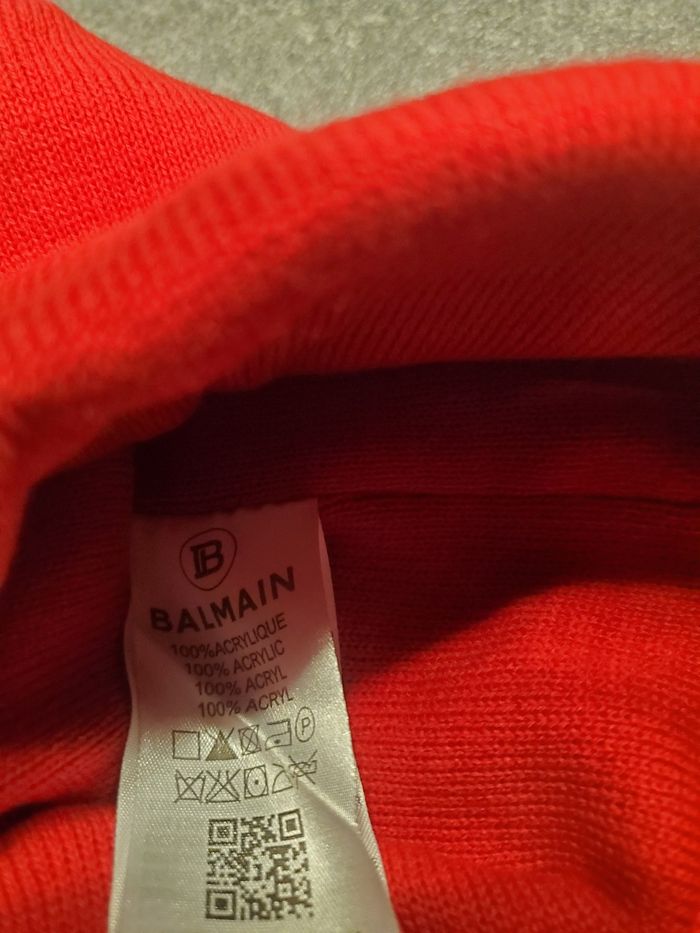 B
BALMAIN
100%ACRYLIQUE
100% ACRYLIC
100% ACRYL
100% ACRYL
P